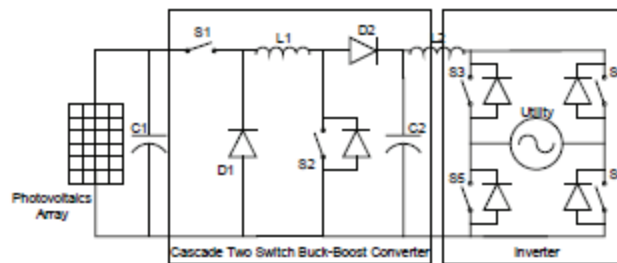 S1
L1
D2
L2
S3
S
C1
Utility
C2
D1
S2
S5
S
Photovoltaics
Array
Cascade Two Switch Buck-Boost Converter
Inverter